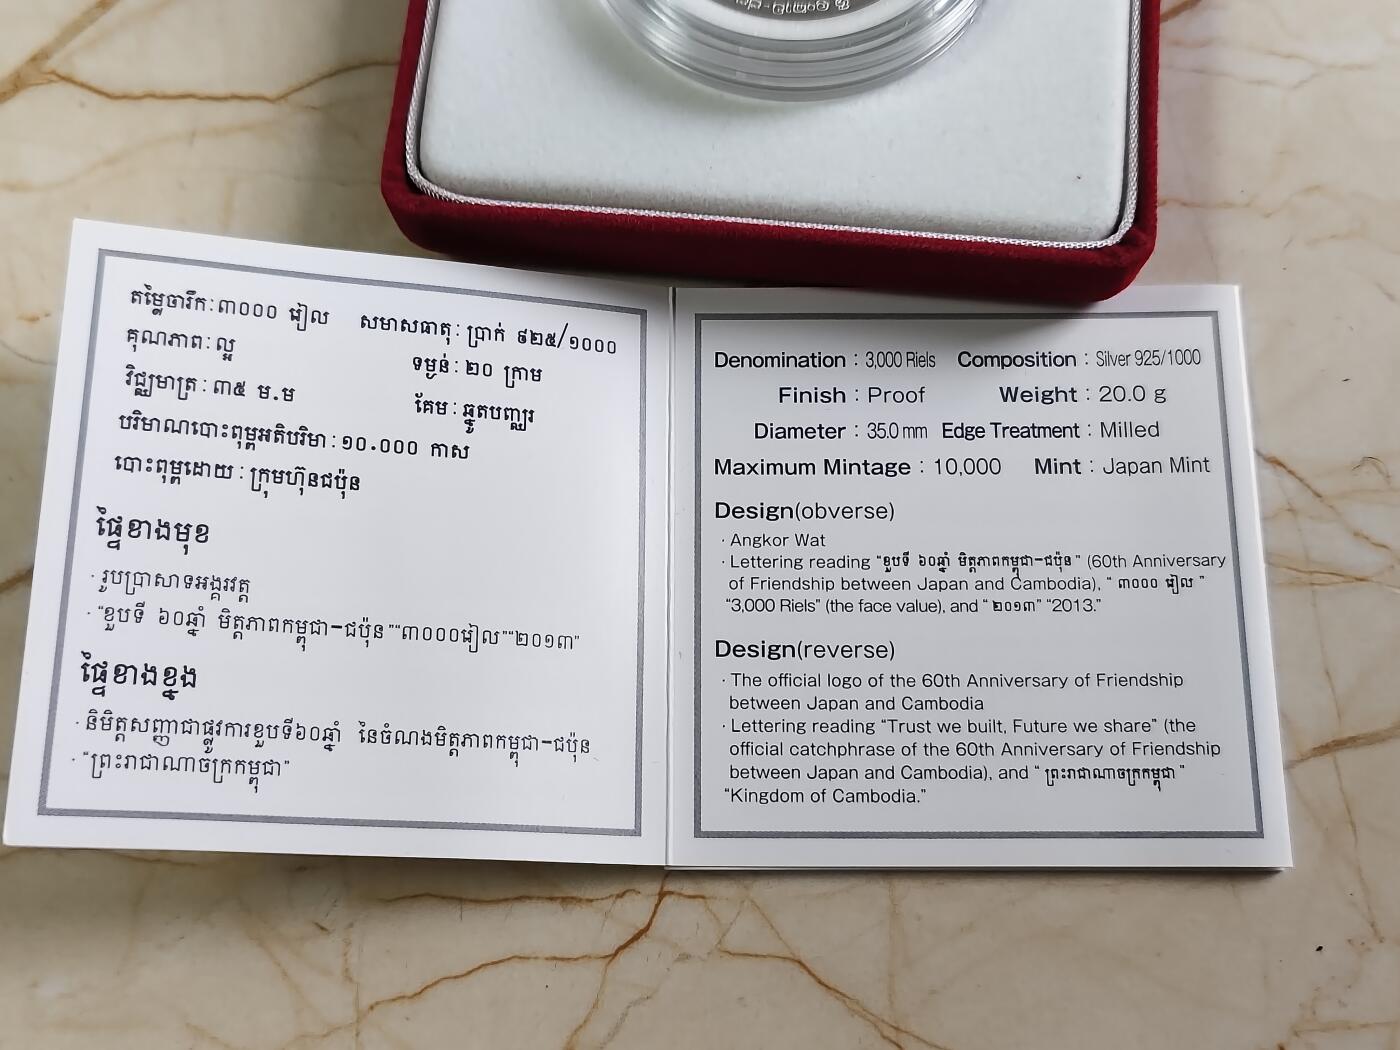 តម្លៃចារឹក : ៣០០០ រៀល សមាសធាតុ : ប្រាក់ ៩២៥/១០០០
គុណភាព : ល្អ ទម្ងន់ : ២០ ក្រាម
វិជ្ឈមាត្រ : ៣៥ ម.ម គែម : ឆ្នូតបញ្ឈរ
បរិមាណបោះពុម្ពអតិបរិមា : ១០.០០០ កាស
បោះពុម្ពដោយ : ក្រុមហ៊ុនជប៉ុន
ផ្ទៃខាងមុខ
· រូបប្រាសាទអង្គរវត្ត
· “ខួបទី ៦០ឆ្នាំ មិត្តភាពកម្ពុជា-ជប៉ុន”“៣០០០រៀល”“២០១៣”
ផ្ទៃខាងខ្នង
· និមិត្តសញ្ញាជាផ្លូវការខួបទី៦០ឆ្នាំ នៃចំណងមិត្តភាពកម្ពុជា-ជប៉ុន
· “ព្រះរាជាណាចក្រកម្ពុជា”
Denomination : 3,000 Riels Composition : Silver 925/1000
Finish : Proof Weight : 20.0 g
Diameter : 35.0 mm Edge Treatment : Milled
Maximum Mintage : 10,000 Mint : Japan Mint
Design(obverse)
· Angkor Wat
· Lettering reading “ខួបទី ៦០ឆ្នាំ មិត្តភាពកម្ពុជា-ជប៉ុន” (60th Anniversary
of Friendship between Japan and Cambodia), “ ៣០០០ រៀល ”
“3,000 Riels” (the face value), and “ ២០១៣” “2013.”
Design(reverse)
· The official logo of the 60th Anniversary of Friendship
between Japan and Cambodia
· Lettering reading “Trust we built, Future we share” (the
official catchphrase of the 60th Anniversary of Friendship
between Japan and Cambodia), and “ ព្រះរាជាណាចក្រកម្ពុជា ”
“Kingdom of Cambodia.”